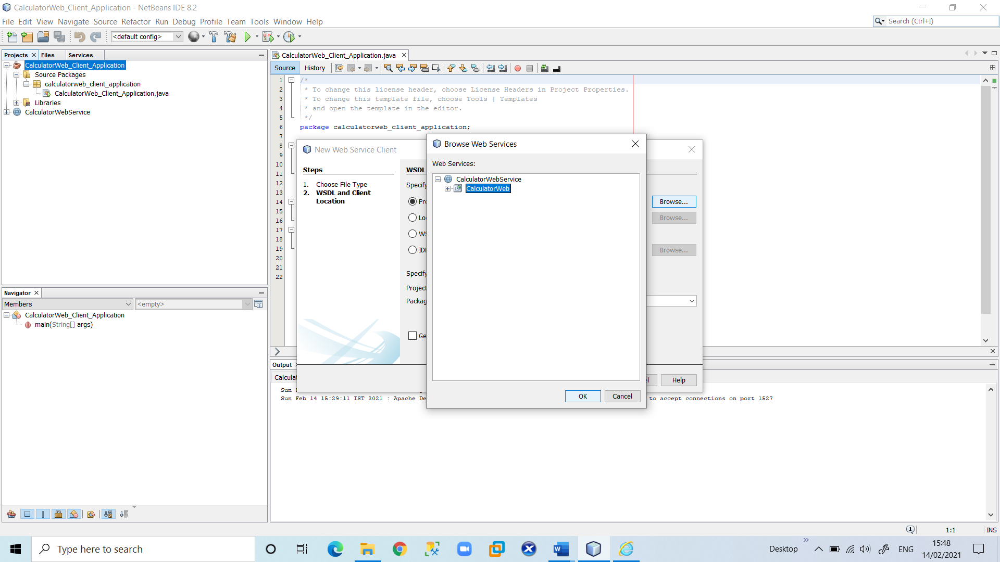 CalculatorWeb_Client_Application - NetBeans IDE 8.2
File Edit View Navigate Source Refactor Run Debug Profile Team Tools Window Help
Search (Ctrl+I)
<default config>
Projects Files Services
CalculatorWeb_Client_Application
Source Packages
calculatorweb_client_application
CalculatorWeb_Client_Application.java
Libraries
CalculatorWebService
Navigator
Members
<empty>
CalculatorWeb_Client_Application
main(String[] args)
CalculatorWeb_Client_Application.java
Source History
1 /*
2 * To change this license header, choose License Headers in Project Properties.
3 * To change this template file, choose Tools | Templates
4 * and open the template in the editor.
5 */
6 package calculatorweb_client_application;
7
8
9
10
11
12
13
14
15
16
17
18
19
20
21
22
New Web Service Client
Steps
1. Choose File Type
2. WSDL and Client
Location
WSDL
Specify
Browse...
Browse...
Browse...
Specify
Project
Help
Browse Web Services
Web Services:
CalculatorWebService
CalculatorWeb
OK Cancel
Output
Sun
Sun Feb 14 15:29:11 IST 2021 : Apache De
to accept connections on port 1527
1:1 INS
Type here to search
Desktop
ENG
15:48
14/02/2021